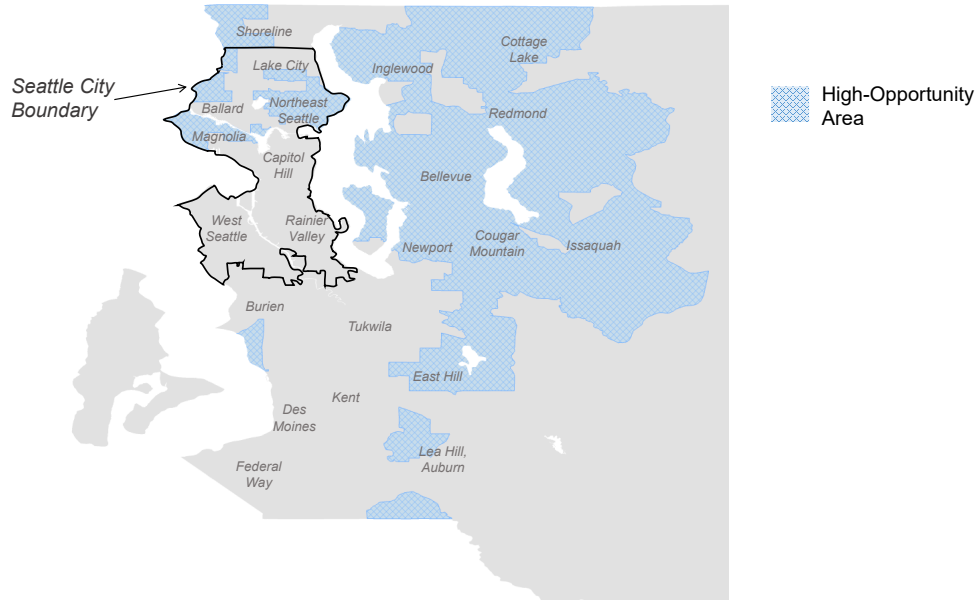 Shoreline
Cottage
Lake
Lake City
Inglewood
Seattle City
Boundary
High-Opportunity
Area
Ballard
Northeast
Seattle
Redmond
Magnolia
Capitol
Hill
Bellevue
West
Seattle
Rainier
Valley
Newport
Cougar
Mountain
Issaquah
Burien
Tukwila
East Hill
Kent
Des
Moines
Lea Hill,
Auburn
Federal
Way